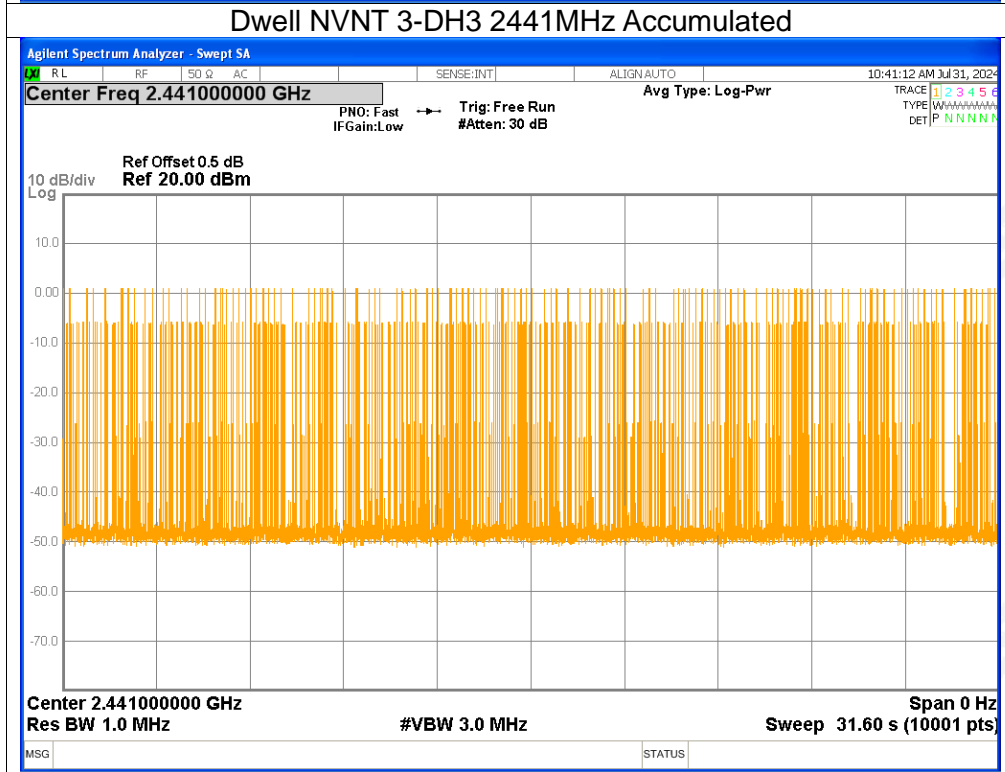 Dwell NVNT 3-DH3 2441MHz Accumulated
Agilent Spectrum Analyzer - Swept SA
LXI RL RF 50 Ω AC SENSE:INT ALIGN AUTO 10:41:12 AM Jul 31, 2024
Center Freq 2.441000000 GHz Avg Type: Log-Pwr TRACE 1 2 3 4 5 6
PNO: Fast Trig: Free Run TYPE
IFGain:Low #Atten: 30 dB DET P N N N N N
Ref Offset 0.5 dB
10 dB/div Ref 20.00 dBm
Log
10.0
0.00
-10.0
-20.0
-30.0
-40.0
-50.0
-60.0
-70.0
Center 2.441000000 GHz Span 0 Hz
Res BW 1.0 MHz #VBW 3.0 MHz Sweep 31.60 s (10001 pts)
MSG STATUS